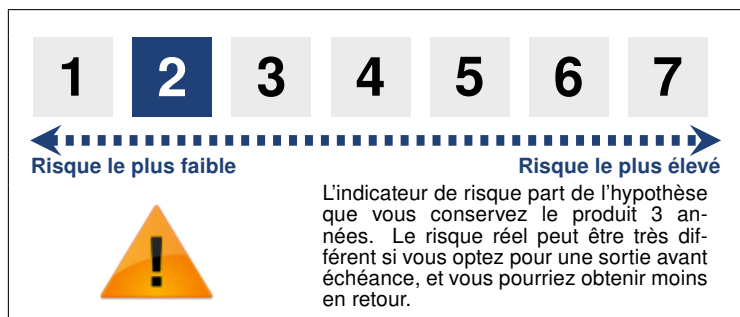 1 2 3 4 5 6 7
Risque le plus faible Risque le plus élevé
L'indicateur de risque part de l'hypothèse
que vous conservez le produit 3 an-
nées. Le risque réel peut être très dif-
férent si vous optez pour une sortie avant
échéance, et vous pourriez obtenir moins
en retour.